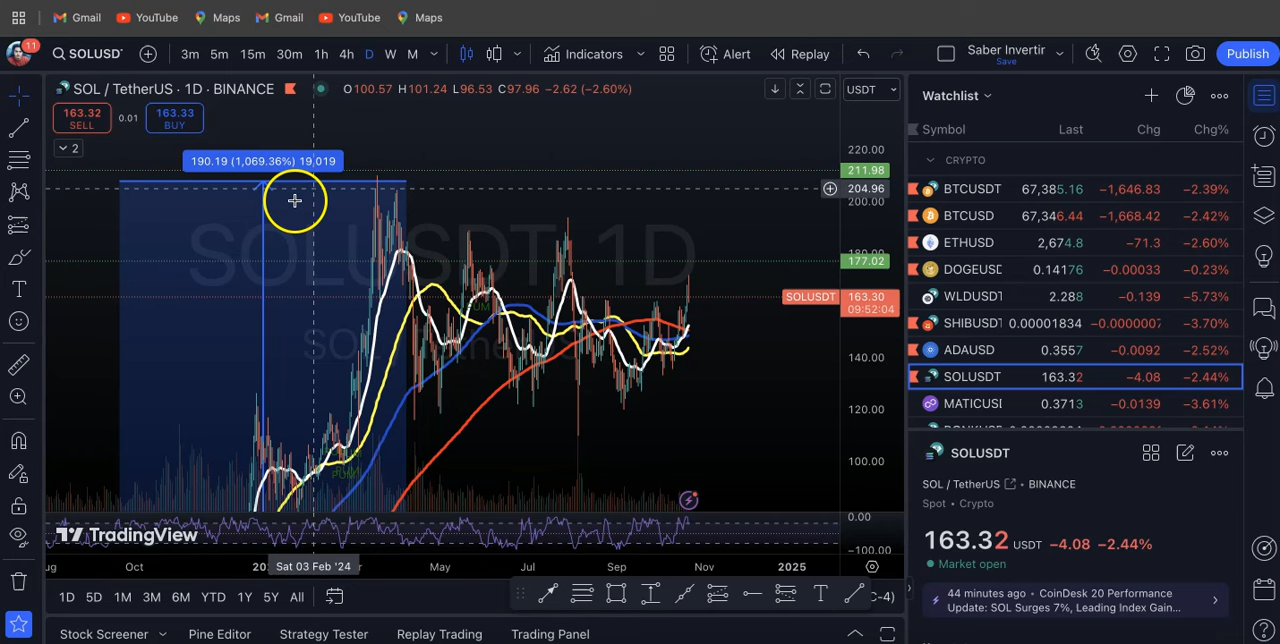 Gmail YouTube Maps Gmail YouTube Maps
11 SOLUSDT 3m 5m 15m 30m 1h 4h D W M Indicators Alert Replay Saber Invertir Save Publish
SOL / TetherUS · 1D · BINANCE O100.57 H101.24 L96.53 C97.96 −2.62 (−2.60%) USDT
163.32 SELL 0.01 163.33 BUY
2
190.19 (1,069.36%) 19,019
SOLUSDT 1D
220.00
211.98
204.96
200.00
180.00
177.02
SOLUSDT 163.30
09:52:04
140.00
120.00
100.00
0.00
−100.00
TradingView
Oct Sat 03 Feb '24 May Jul Sep Nov 2025
1D 5D 1M 3M 6M YTD 1Y 5Y All
Stock Screener Pine Editor Strategy Tester Replay Trading Trading Panel
Watchlist
Symbol Last Chg Chg%
CRYPTO
BTCUSDT 67,385.16 −1,646.83 −2.39%
BTCUSD 67,346.44 −1,668.42 −2.42%
ETHUSD 2,674.8 −71.3 −2.60%
DOGEUSD 0.14176 −0.00033 −0.23%
WLDUSDT 2.288 −0.139 −5.73%
SHIBUSDT 0.00001834 −0.0000007 −3.70%
ADAUSD 0.3557 −0.0092 −2.52%
SOLUSDT 163.32 −4.08 −2.44%
MATICUSI 0.3713 −0.0139 −3.61%
SOLUSDT
SOL / TetherUS BINANCE
Spot • Crypto
163.32 USDT −4.08 −2.44%
Market open
44 minutes ago • CoinDesk 20 Performance
Update: SOL Surges 7%, Leading Index Gain...